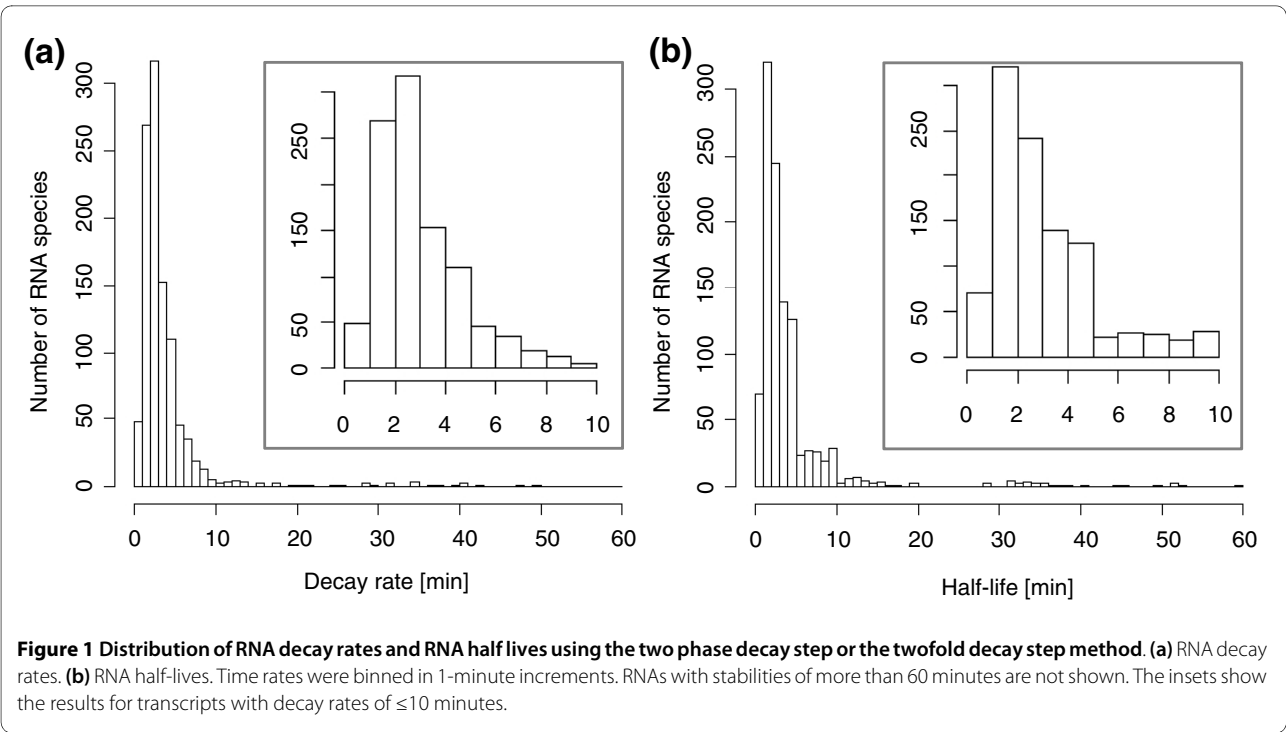 (a)
(b)
Number of RNA species
0
50
100
150
200
250
300
0
50
150
250
0 2 4 6 8 10
0 10 20 30 40 50 60
Decay rate [min]
Number of RNA species
0
50
100
150
200
250
300
0
50
150
250
0 2 4 6 8 10
0 10 20 30 40 50 60
Half-life [min]
Figure 1 Distribution of RNA decay rates and RNA half lives using the two phase decay step or the twofold decay step method. (a) RNA decay
rates. (b) RNA half-lives. Time rates were binned in 1-minute increments. RNAs with stabilities of more than 60 minutes are not shown. The insets show
the results for transcripts with decay rates of ≤10 minutes.